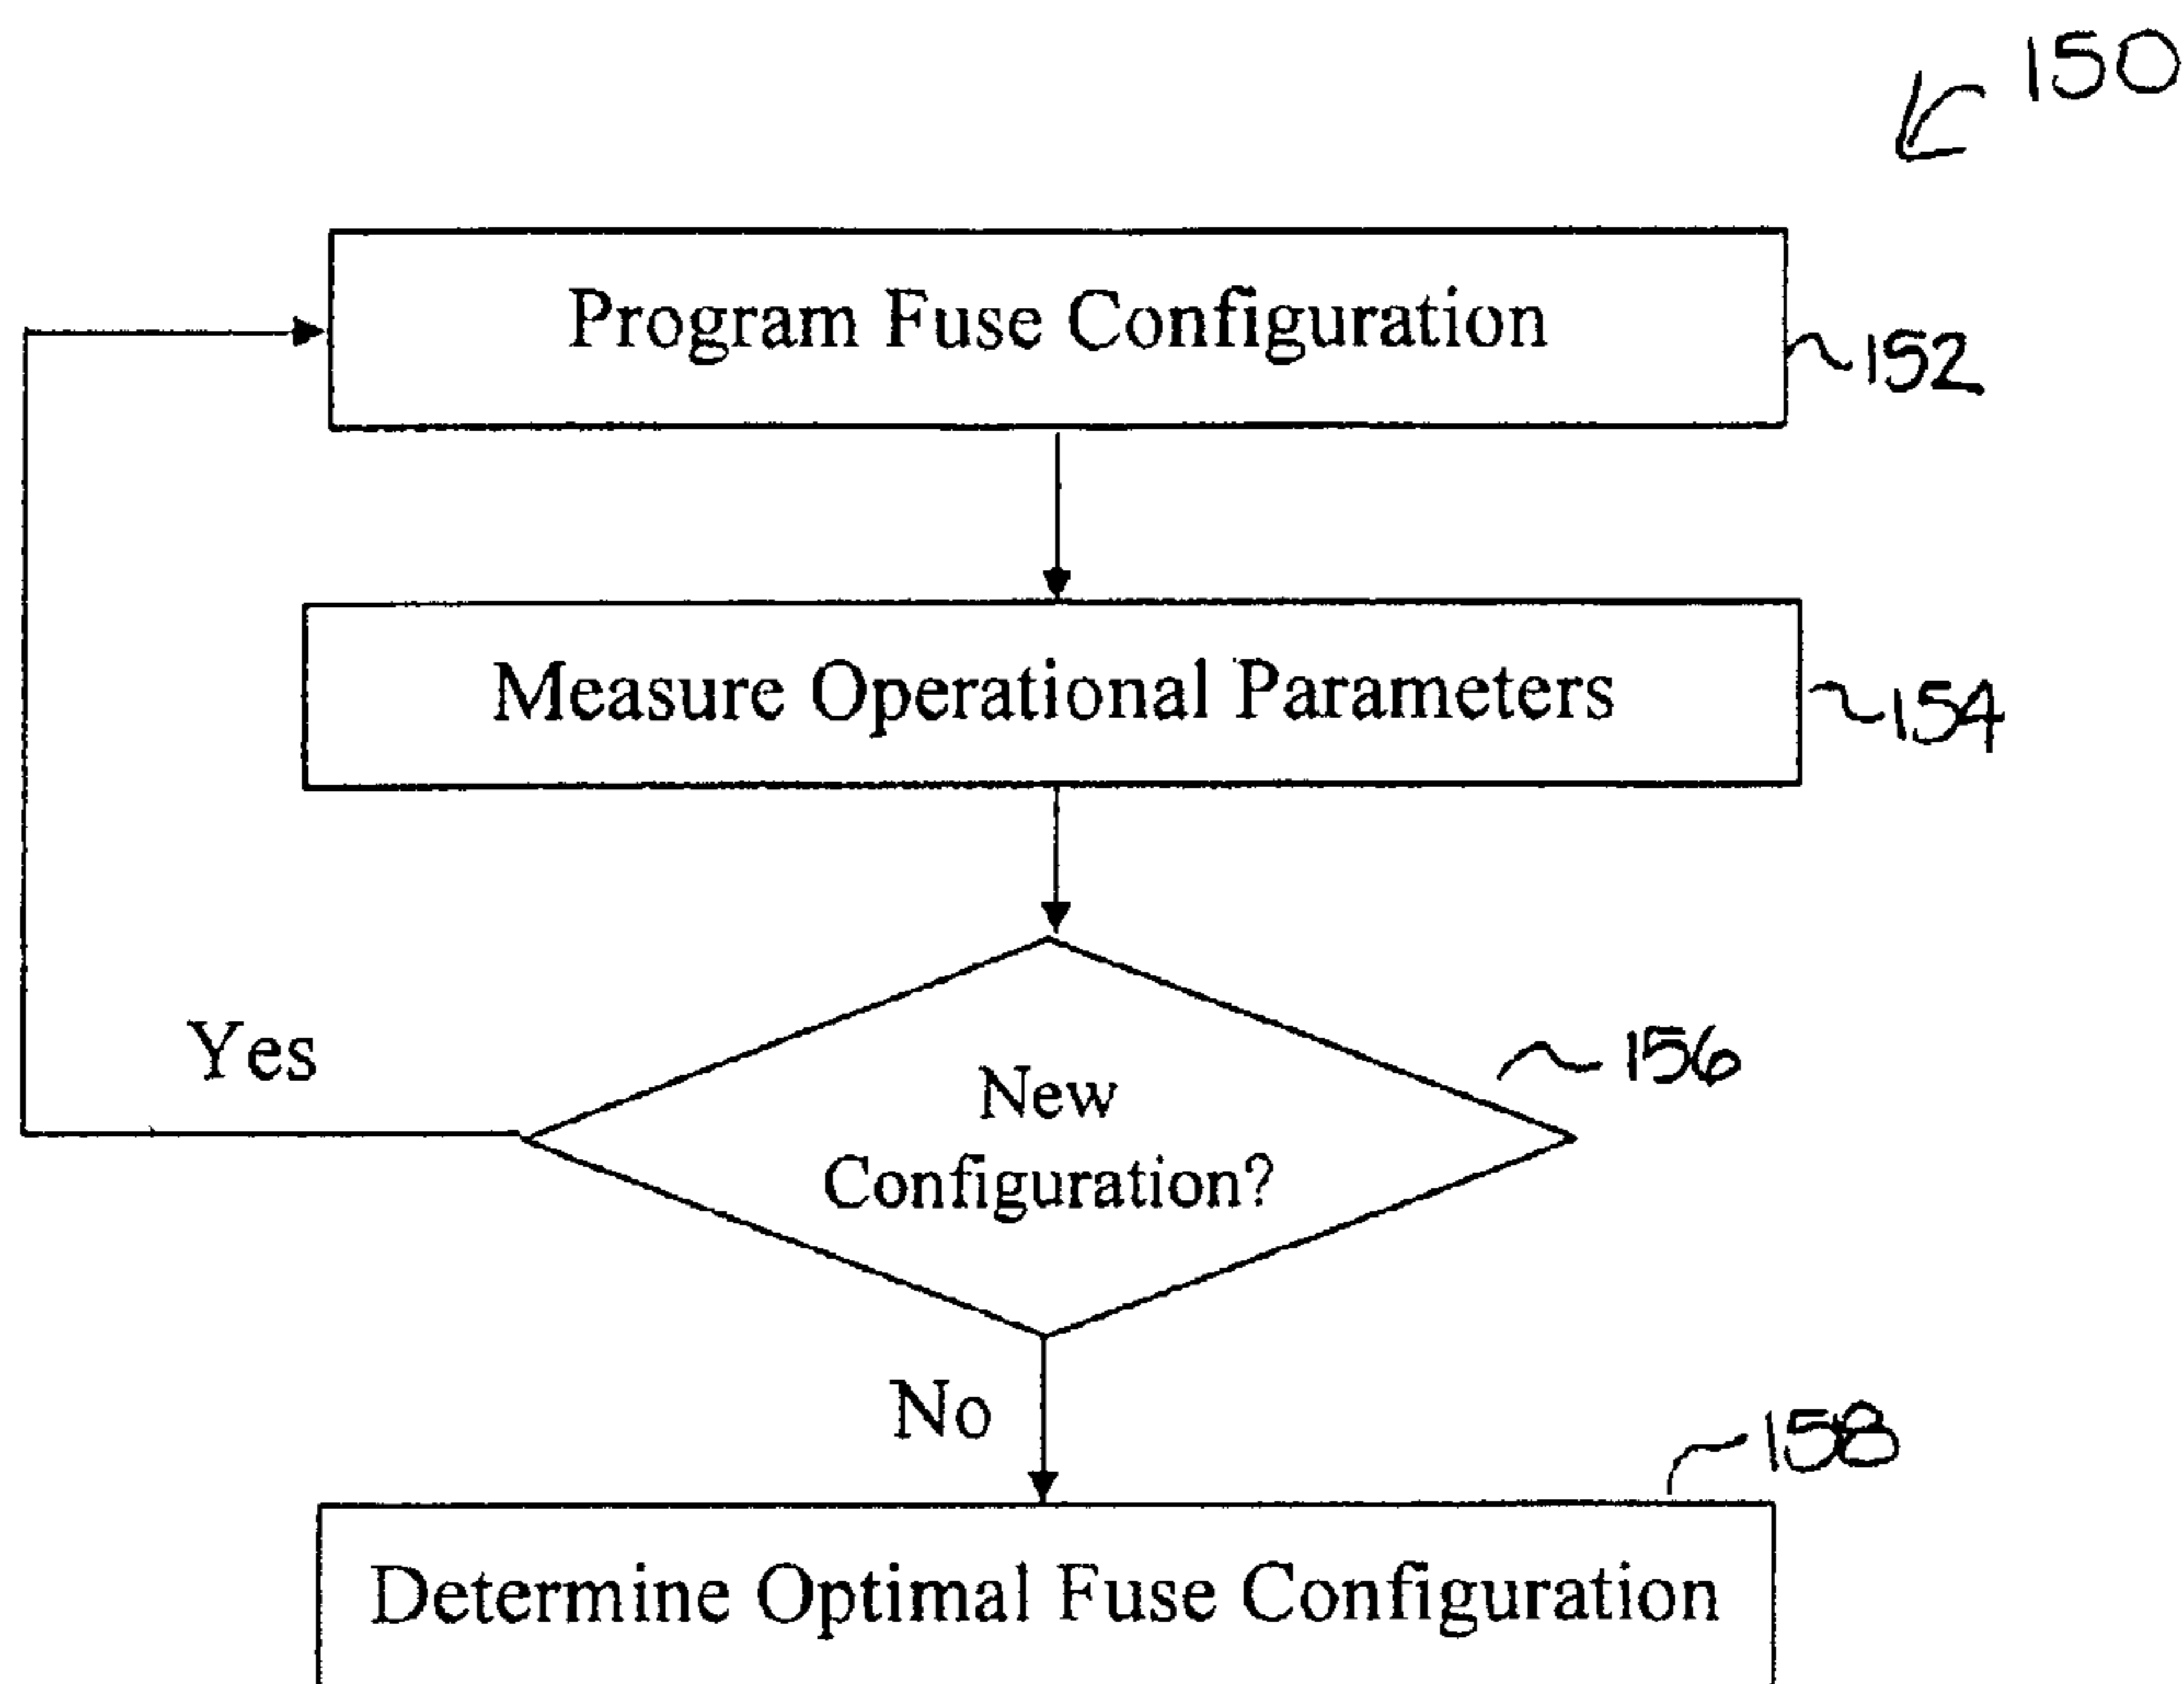 150
Program Fuse Configuration
152
Measure Operational Parameters
154
Yes
New
Configuration?
156
No
158
Determine Optimal Fuse Configuration